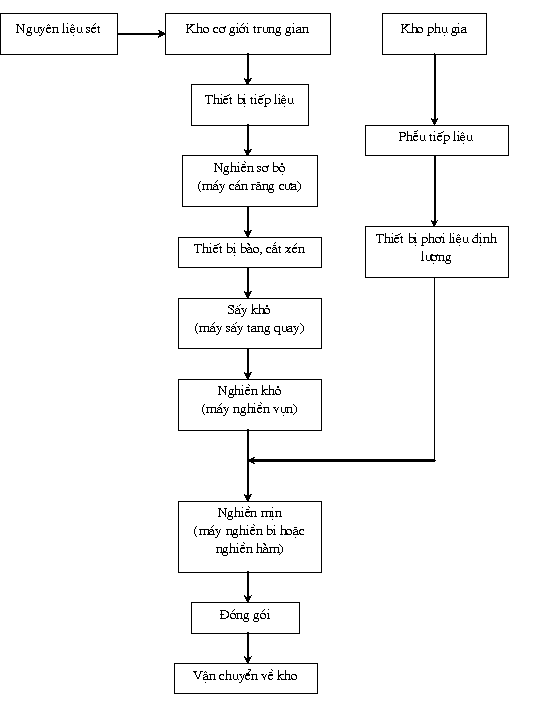 Nguyên liệu sét
Kho cơ giới trung gian
Kho phụ gia
Thiết bị tiếp liệu
Phễu tiếp liệu
Nghiền sơ bộ
(máy cán răng cưa)
Thiết bị phơi liệu định
lượng
Thiết bị bào, cắt xén
Sấy khô
(máy sấy tang quay)
Nghiền khô
(máy nghiền vụn)
Nghiền mịn
(máy nghiền bi hoặc
nghiền hàm)
Đóng gói
Vận chuyển về kho